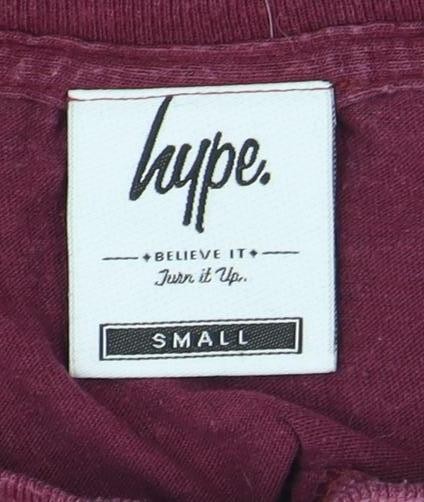 hype.
BELIEVE IT
Turn it Up.
SMALL